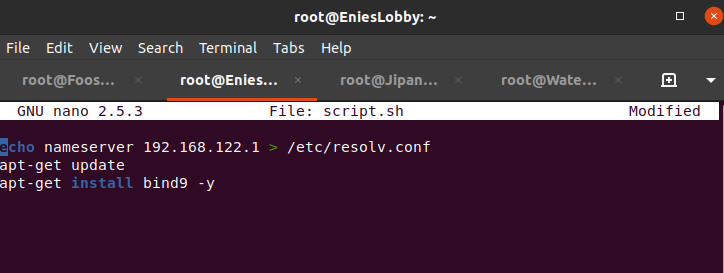 root@EniesLobby: ~
File Edit View Search Terminal Tabs Help
root@Foos... × root@Enies... × root@Jipan... × root@Wate... ×
GNU nano 2.5.3 File: script.sh Modified
echo nameserver 192.168.122.1 > /etc/resolv.conf
apt-get update
apt-get install bind9 -y